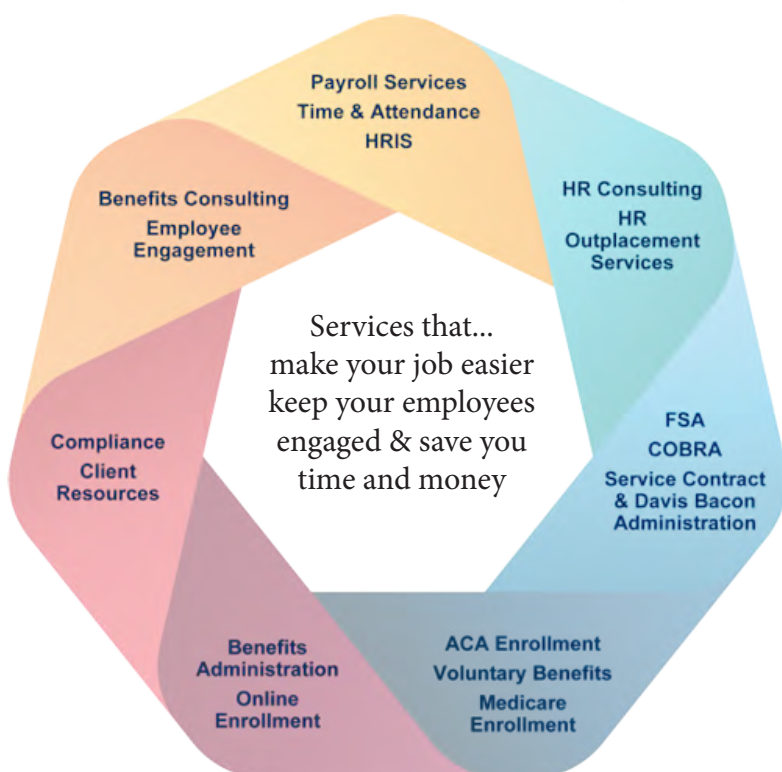 Payroll Services
Time & Attendance
HRIS
HR Consulting
HR
Outplacement
Services
FSA
COBRA
Service Contract
& Davis Bacon
Administration
ACA Enrollment
Voluntary Benefits
Medicare
Enrollment
Benefits
Administration
Online
Enrollment
Compliance
Client
Resources
Benefits Consulting
Employee
Engagement
Services that...
make your job easier
keep your employees
engaged & save you
time and money